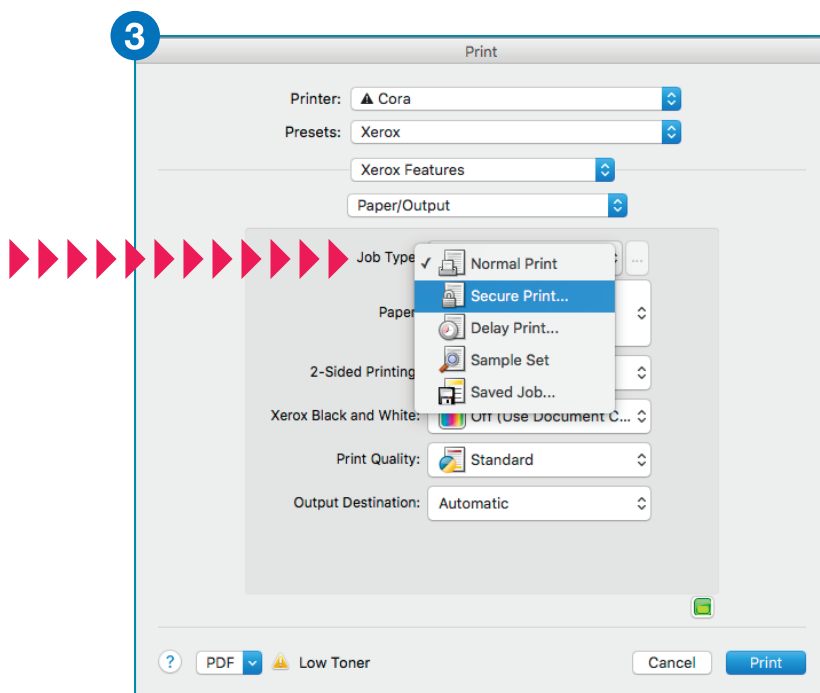 3
Print
Printer: Cora
Presets: Xerox
Xerox Features
Paper/Output
Job Type
Normal Print
...
Secure Print...
Paper
Delay Print...
Sample Set
2-Sided Printing
Saved Job...
Xerox Black and White: Off (Use Document C...
Print Quality: Standard
Output Destination: Automatic
? PDF Low Toner Cancel Print